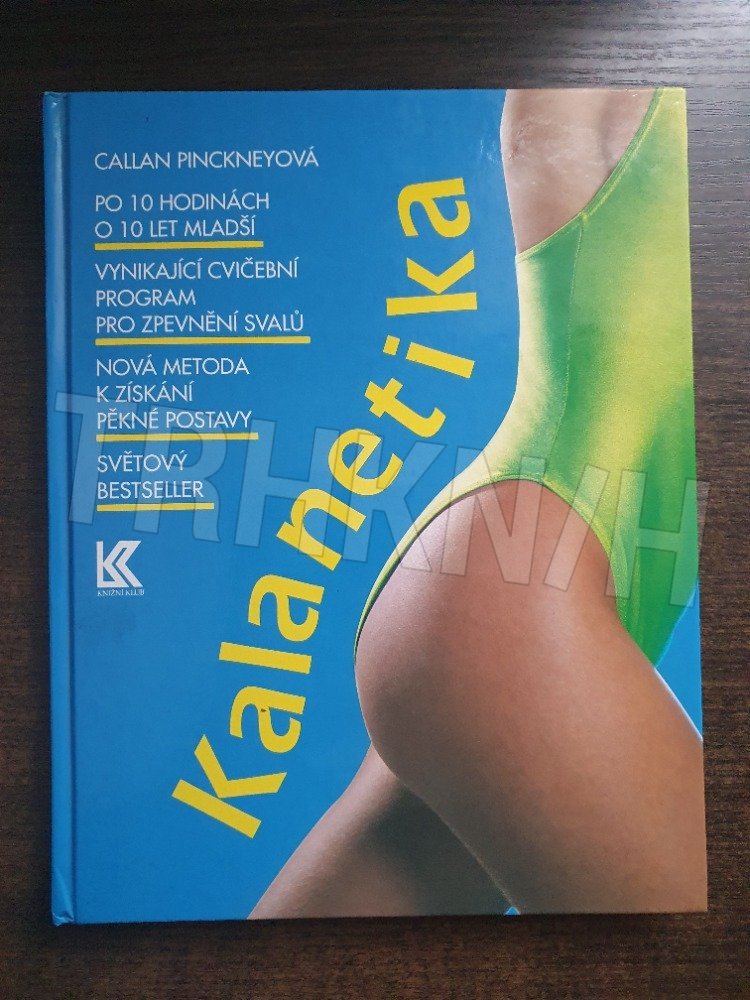 CALLAN PINCKNEYOVÁ
PO 10 HODINÁCH
O 10 LET MLADŠÍ
VYNIKAJÍCÍ CVIČEBNÍ
PROGRAM
PRO ZPEVNĚNÍ SVALŮ
NOVÁ METODA
K ZÍSKÁNÍ
PĚKNÉ POSTAVY
SVĚTOVÝ
BESTSELLER
KK
KNIŽNÍ KLUB
Kalanetika
TRHKNIH